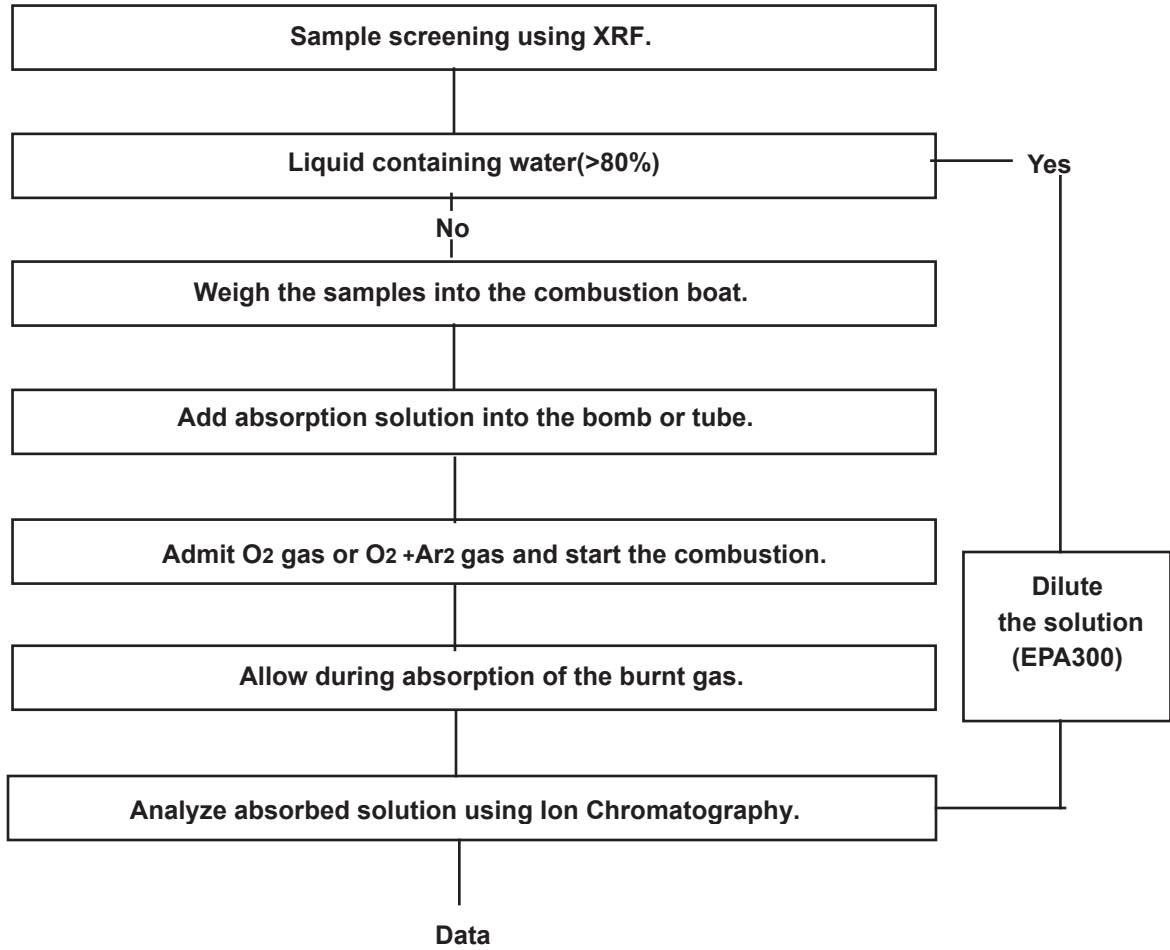 Sample screening using XRF.
Liquid containing water(>80%)
Yes
No
Weigh the samples into the combustion boat.
Add absorption solution into the bomb or tube.
Admit O2 gas or O2 +Ar2 gas and start the combustion.
Dilute
the solution
(EPA300)
Allow during absorption of the burnt gas.
Analyze absorbed solution using Ion Chromatography.
Data